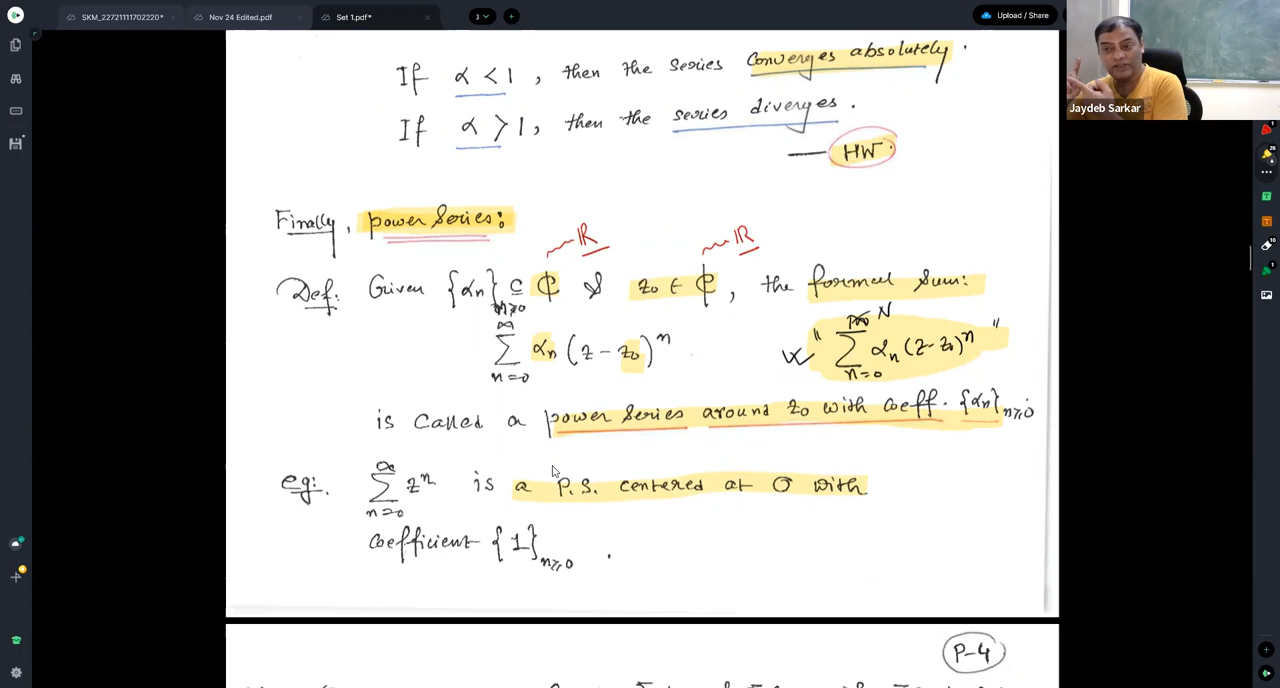 SKM_22721111702220*
Nov 24 Edited.pdf
Set 1.pdf*
3
Upload / Share
Jaydeb Sarkar
If α < 1, then the series converges absolutely.
If α > 1, then the series diverges.
— HW.
Finally, power series:
ℝ ℝ
Def: Given {αn}n≥0 ⊆ ℂ & z0 ∈ ℂ, the formal sum:
∞ ∑ n=0 αn (z - z0)^n " N ∑ n=0 αn (z - z0)^n "
is called a power series around z0 with coeff. {αn}n≥0
eg: ∞ ∑ n=0 z^n is a P.S. centered at 0 with
coefficient {1}n≥0 .
P-4